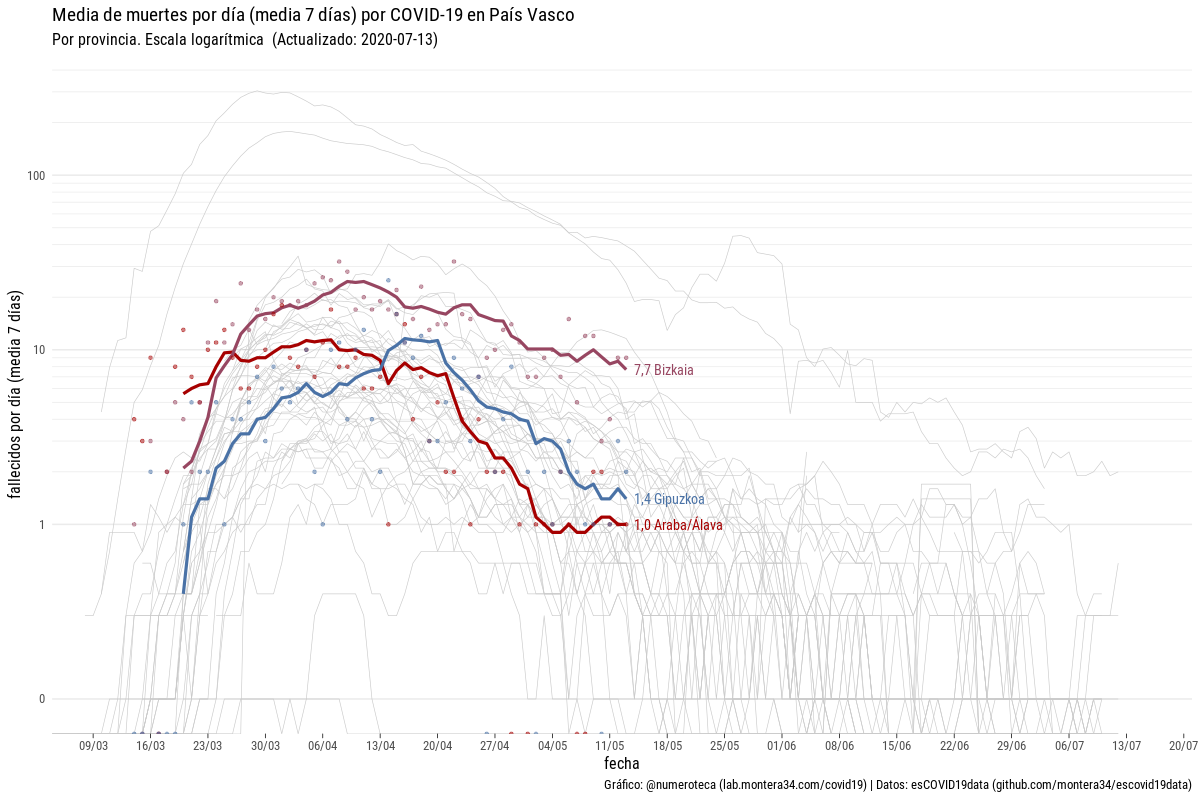 Media de muertes por día (media 7 días) por COVID-19 en País Vasco
Por provincia. Escala logarítmica  (Actualizado: 2020-07-13)
fallecidos por día (media 7 días)
100
10
1
0
7,7 Bizkaia
1,4 Gipuzkoa
1,0 Araba/Álava
09/03 16/03 23/03 30/03 06/04 13/04 20/04 27/04 04/05 11/05 18/05 25/05 01/06 08/06 15/06 22/06 29/06 06/07 13/07 20/07
fecha
Gráfico: @numeroteca (lab.montera34.com/covid19) | Datos: esCOVID19data (github.com/montera34/escovid19data)